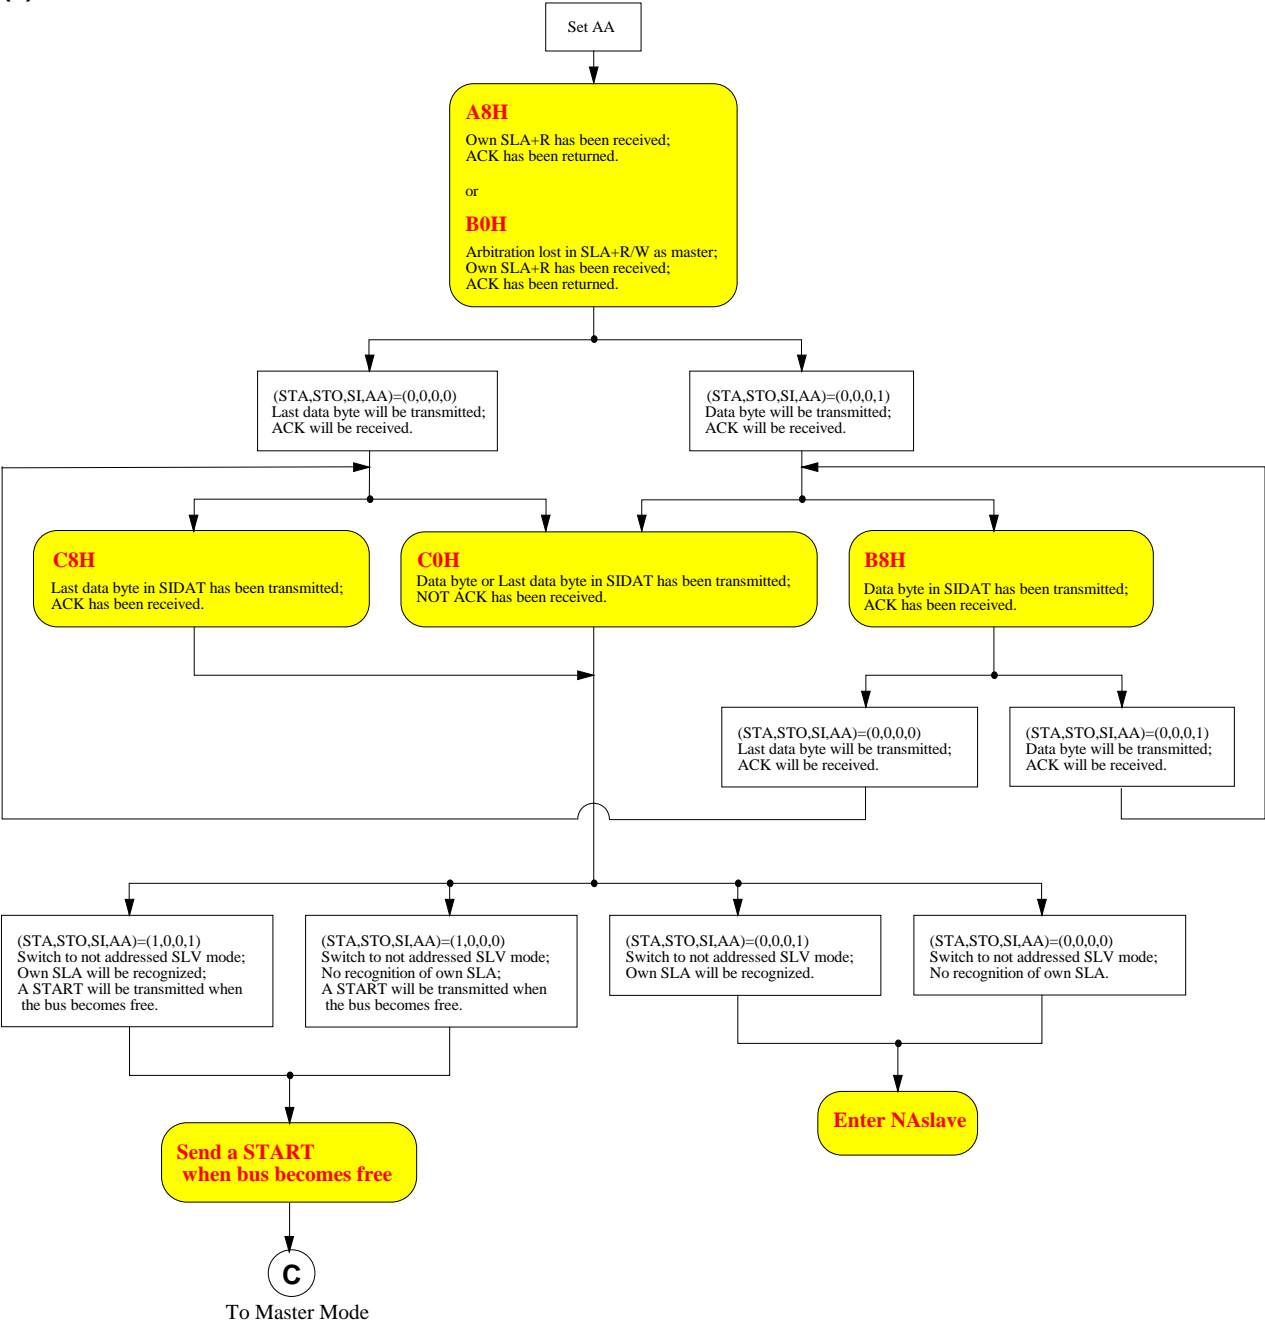 Set AA
A8H
Own SLA+R has been received;
ACK has been returned.
or
B0H
Arbitration lost in SLA+R/W as master;
Own SLA+R has been received;
ACK has been returned.
(STA,STO,SI,AA)=(0,0,0,0)
Last data byte will be transmitted;
ACK will be received.
(STA,STO,SI,AA)=(0,0,0,1)
Data byte will be transmitted;
ACK will be received.
C8H
Last data byte in SIDAT has been transmitted;
ACK has been received.
C0H
Data byte or Last data byte in SIDAT has been transmitted;
NOT ACK has been received.
B8H
Data byte in SIDAT has been transmitted;
ACK has been received.
(STA,STO,SI,AA)=(0,0,0,0)
Last data byte will be transmitted;
ACK will be received.
(STA,STO,SI,AA)=(0,0,0,1)
Data byte will be transmitted;
ACK will be received.
(STA,STO,SI,AA)=(1,0,0,1)
Switch to not addressed SLV mode;
Own SLA will be recognized;
A START will be transmitted when
the bus becomes free.
(STA,STO,SI,AA)=(1,0,0,0)
Switch to not addressed SLV mode;
No recognition of own SLA;
A START will be transmitted when
the bus becomes free.
(STA,STO,SI,AA)=(0,0,0,1)
Switch to not addressed SLV mode;
Own SLA will be recognized.
(STA,STO,SI,AA)=(0,0,0,0)
Switch to not addressed SLV mode;
No recognition of own SLA.
Send a START
when bus becomes free
Enter NAslave
C
To Master Mode